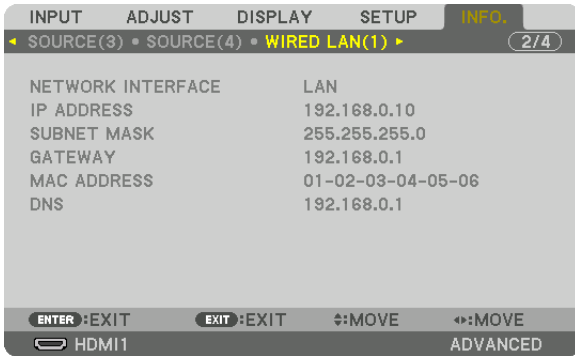 INPUT ADJUST DISPLAY SETUP INFO.
◄ SOURCE(3) • SOURCE(4) • WIRED LAN(1) ► 2/4
NETWORK INTERFACE LAN
IP ADDRESS 192.168.0.10
SUBNET MASK 255.255.255.0
GATEWAY 192.168.0.1
MAC ADDRESS 01-02-03-04-05-06
DNS 192.168.0.1
ENTER :EXIT EXIT :EXIT :MOVE :MOVE
HDMI1 ADVANCED